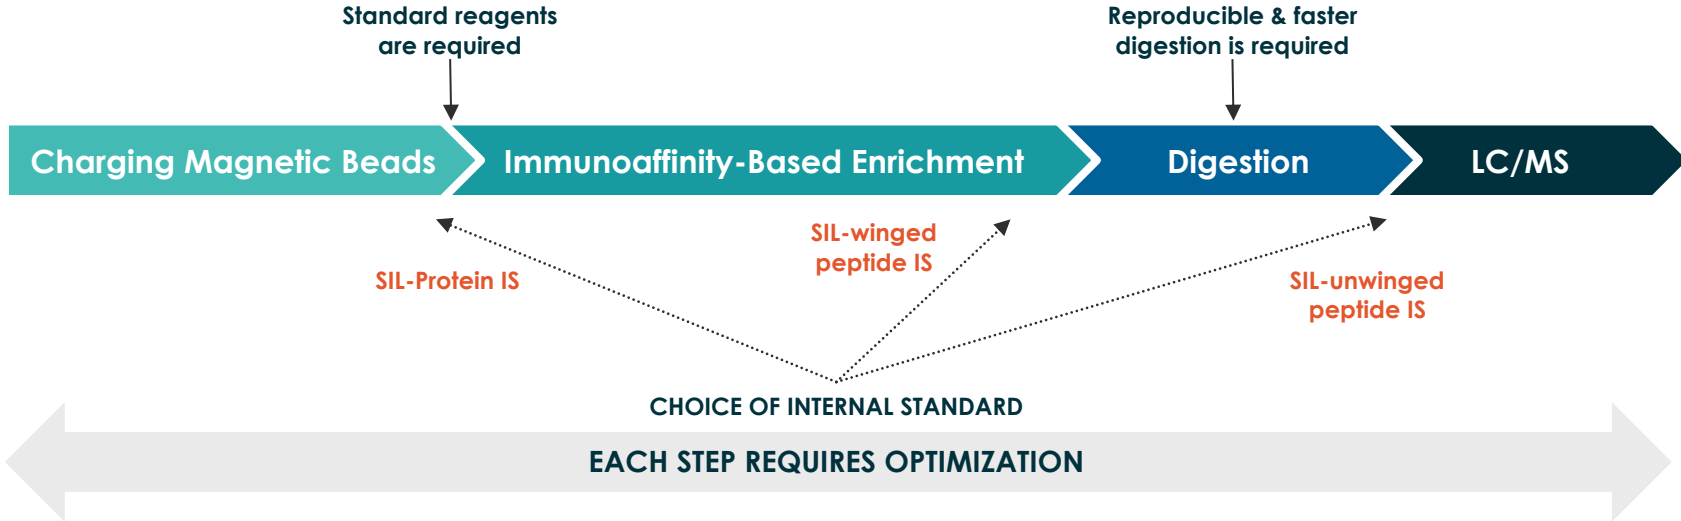 Standard reagents
are required
Reproducible & faster
digestion is required
Charging Magnetic Beads
Immunoaffinity-Based Enrichment
Digestion
LC/MS
SIL-Protein IS
SIL-winged
peptide IS
SIL-unwinged
peptide IS
CHOICE OF INTERNAL STANDARD
EACH STEP REQUIRES OPTIMIZATION